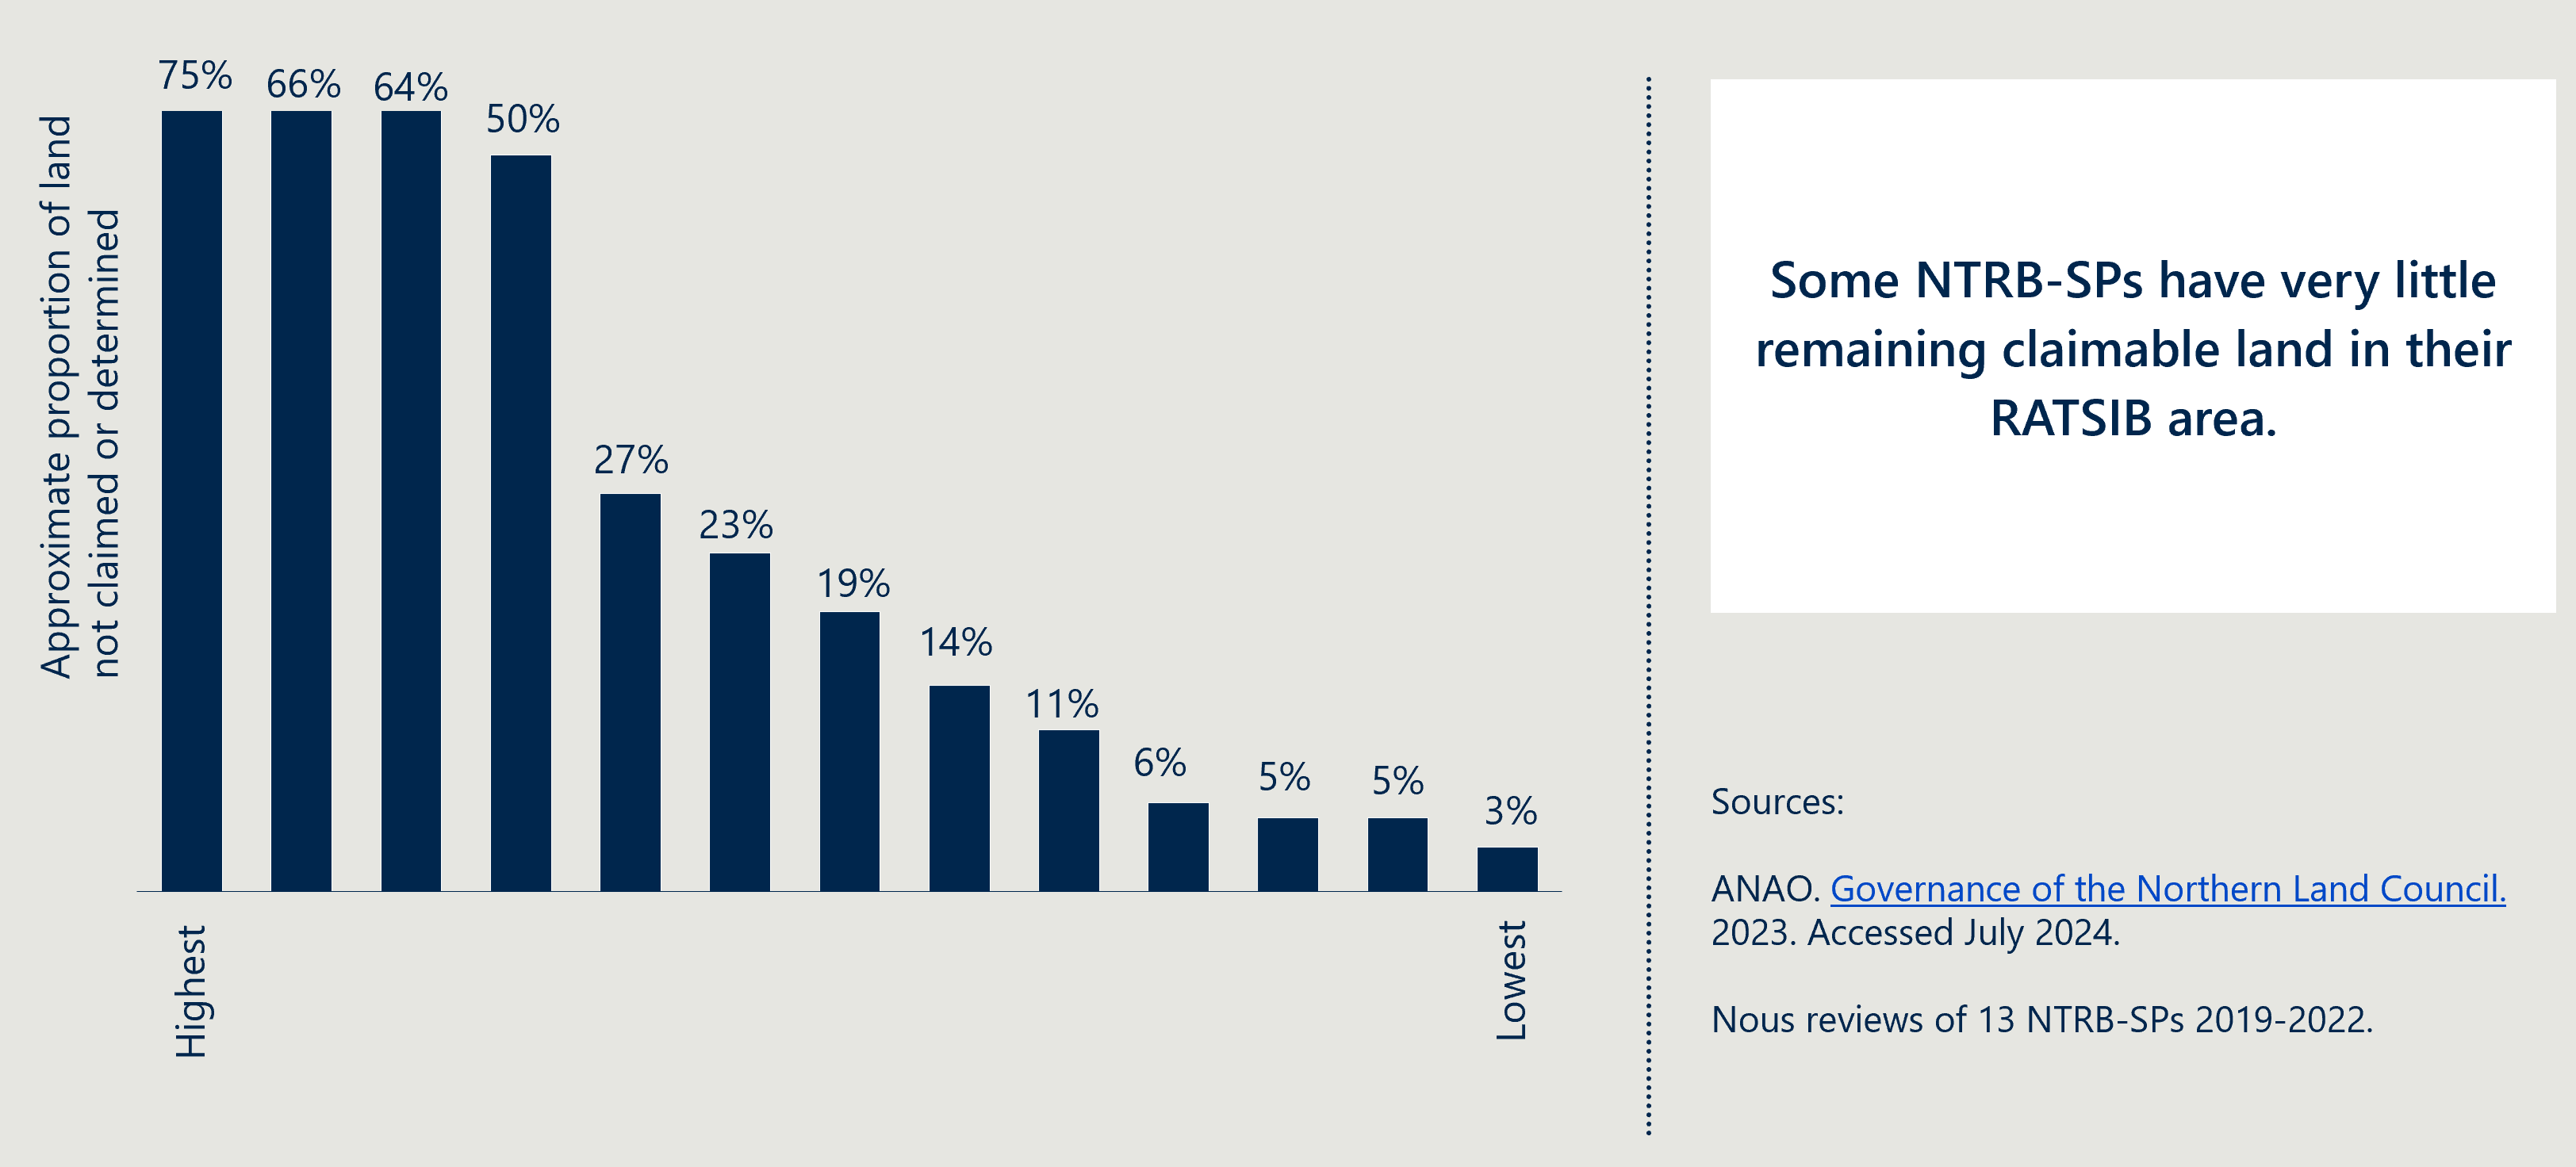 Approximate proportion of land
not claimed or determined
75%
66%
64%
50%
27%
23%
19%
14%
11%
6%
5%
5%
3%
Highest
Lowest
Some NTRB-SPs have very little
remaining claimable land in their
RATSIB area.
Sources:
ANAO. Governance of the Northern Land Council.
2023. Accessed July 2024.
Nous reviews of 13 NTRB-SPs 2019-2022.